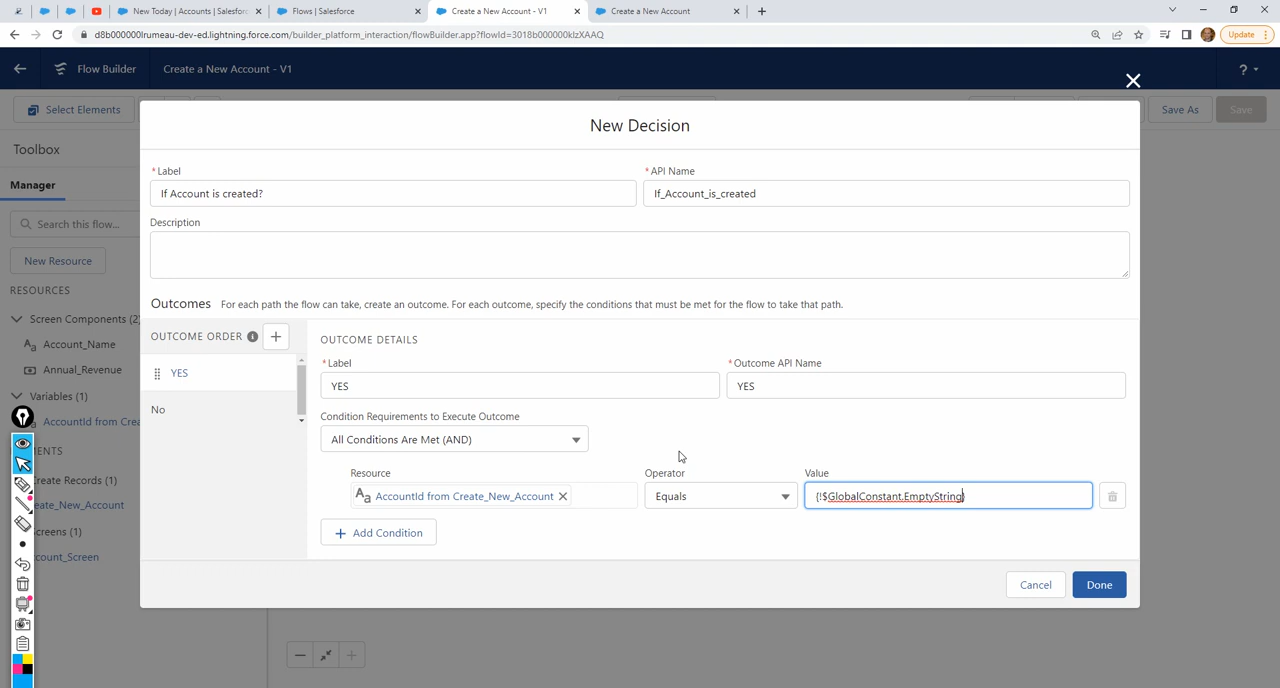 New Today | Accounts | Salesfor
Flows | Salesforce
Create a New Account - V1
Create a New Account
d8b000000lrumeau-dev-ed.lightning.force.com/builder_platform_interaction/flowBuilder.app?flowId=3018b000000klzXAAQ
Update
Flow Builder
Create a New Account - V1
?
Select Elements
Save As
Save
Toolbox
Manager
Search this flow...
New Resource
RESOURCES
Screen Components (2)
Account_Name
Annual_Revenue
Variables (1)
AccountId from Crea
EMENTS
reate Records (1)
reate_New_Account
creens (1)
ccount_Screen
New Decision
* Label
If Account is created?
* API Name
If_Account_is_created
Description
Outcomes For each path the flow can take, create an outcome. For each outcome, specify the conditions that must be met for the flow to take that path.
OUTCOME ORDER
YES
No
OUTCOME DETAILS
* Label
YES
* Outcome API Name
YES
Condition Requirements to Execute Outcome
All Conditions Are Met (AND)
Resource
Aa AccountId from Create_New_Account
Operator
Equals
Value
{!$GlobalConstant.EmptyString}
+ Add Condition
Cancel
Done